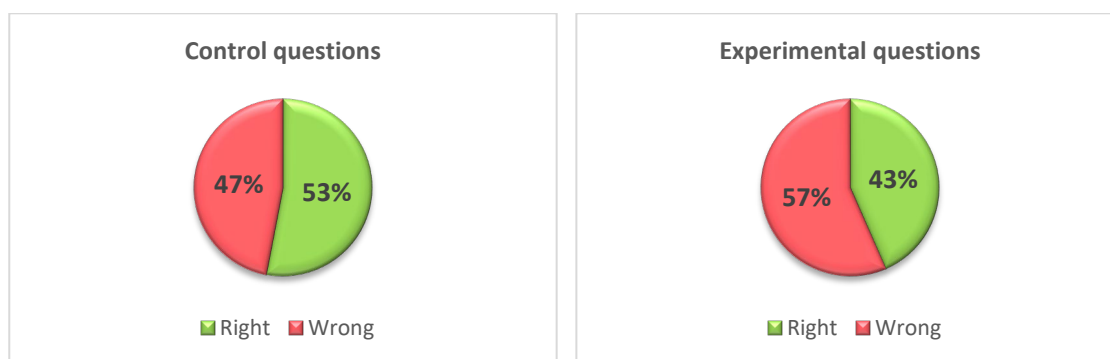 Control questions
47%
53%
Right Wrong
Experimental questions
57%
43%
Right Wrong